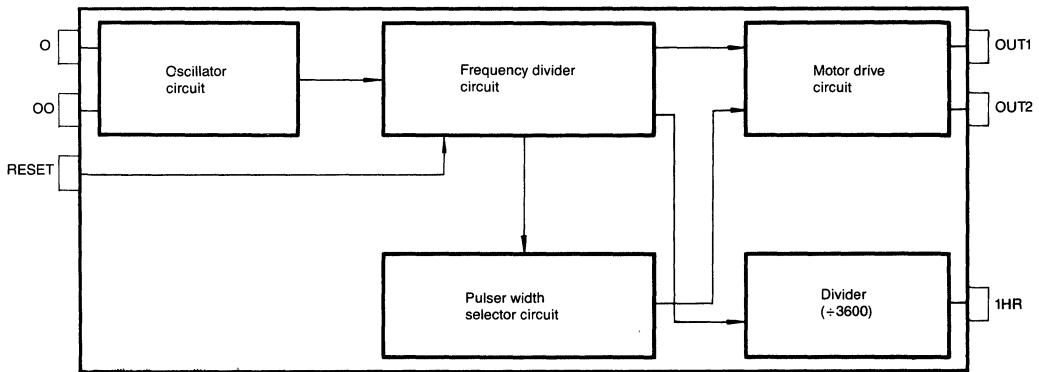 O
OO
RESET
Oscillator
circuit
Frequency divider
circuit
Motor drive
circuit
OUT1
OUT2
Pulser width
selector circuit
Divider
(÷3600)
1HR